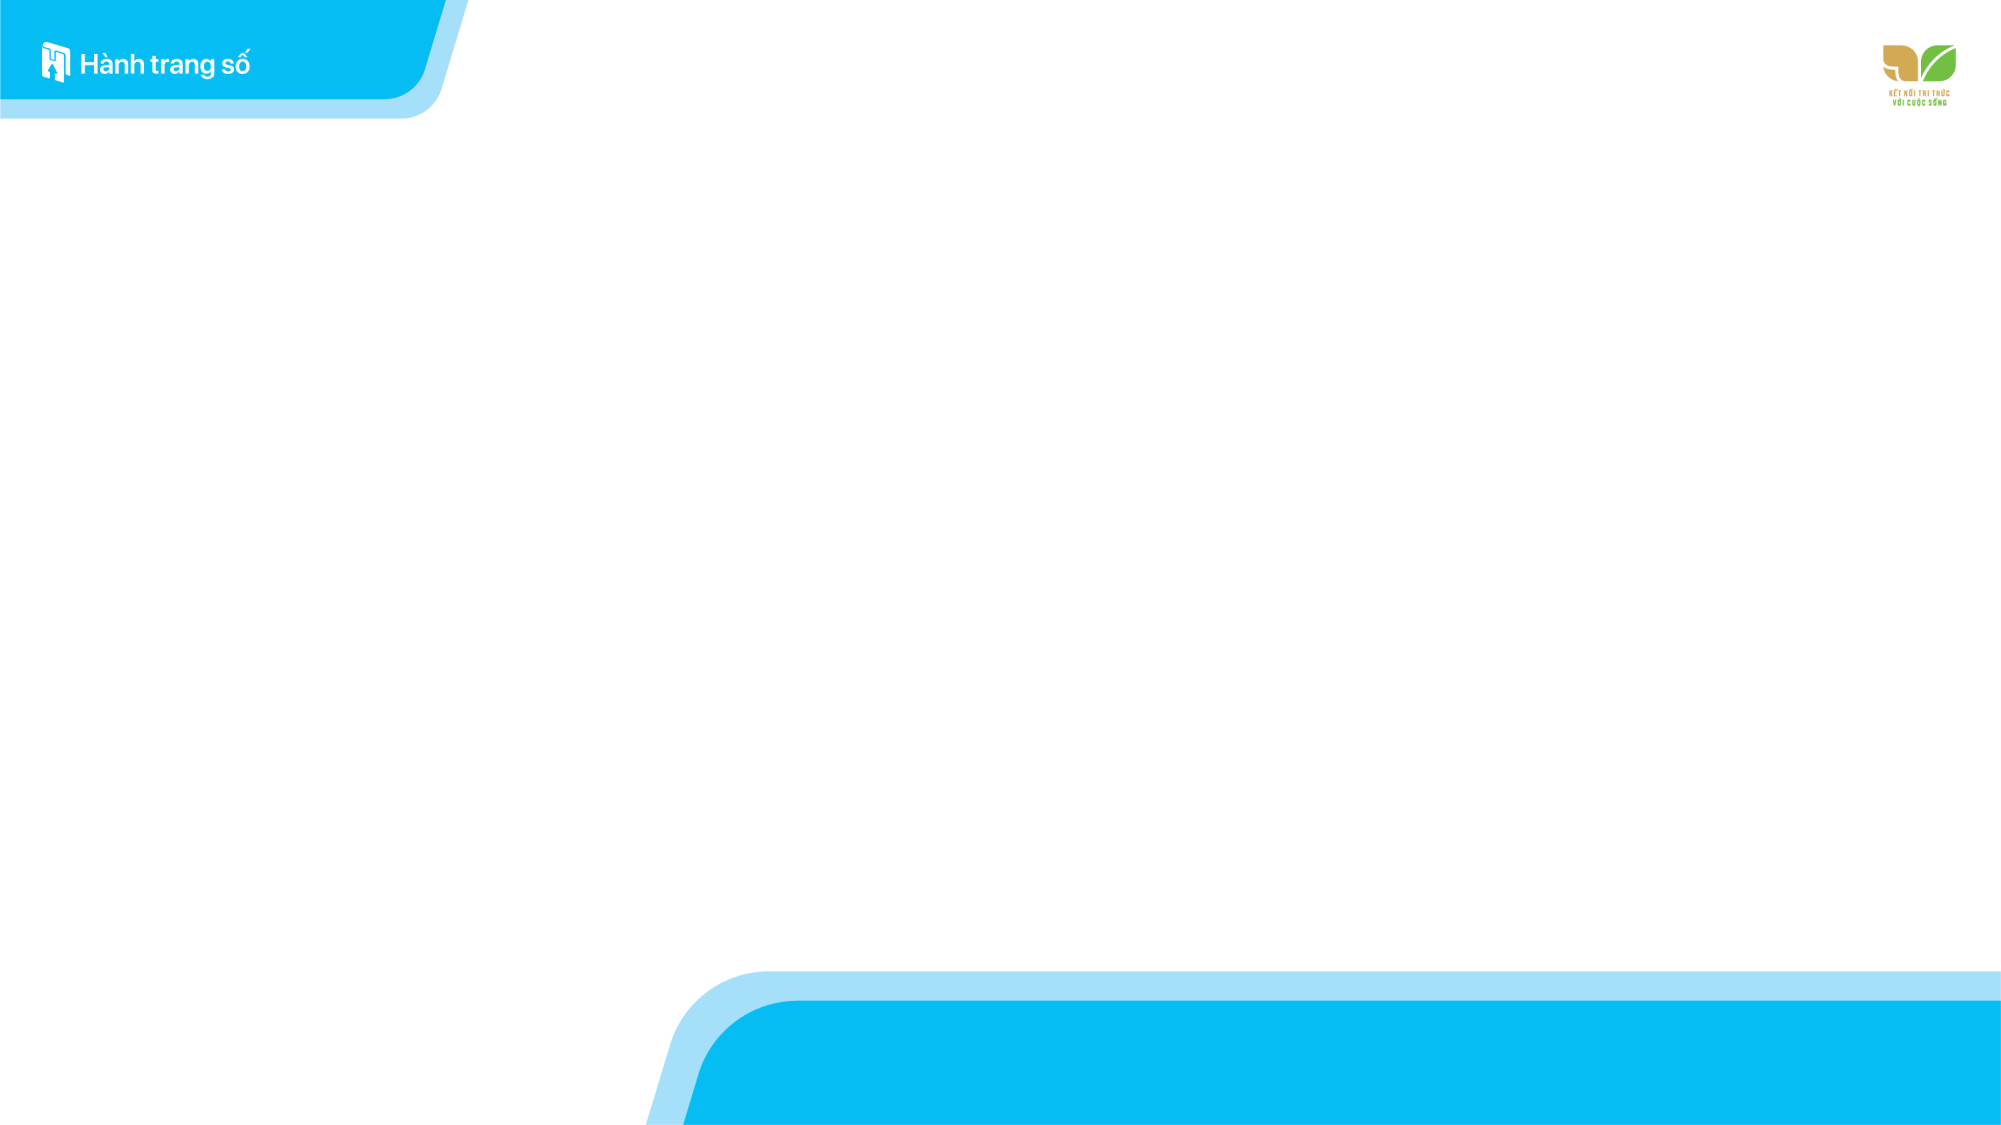 Hành trang số
KẾT NỐI TRI THỨC
VỚI CUỘC SỐNG